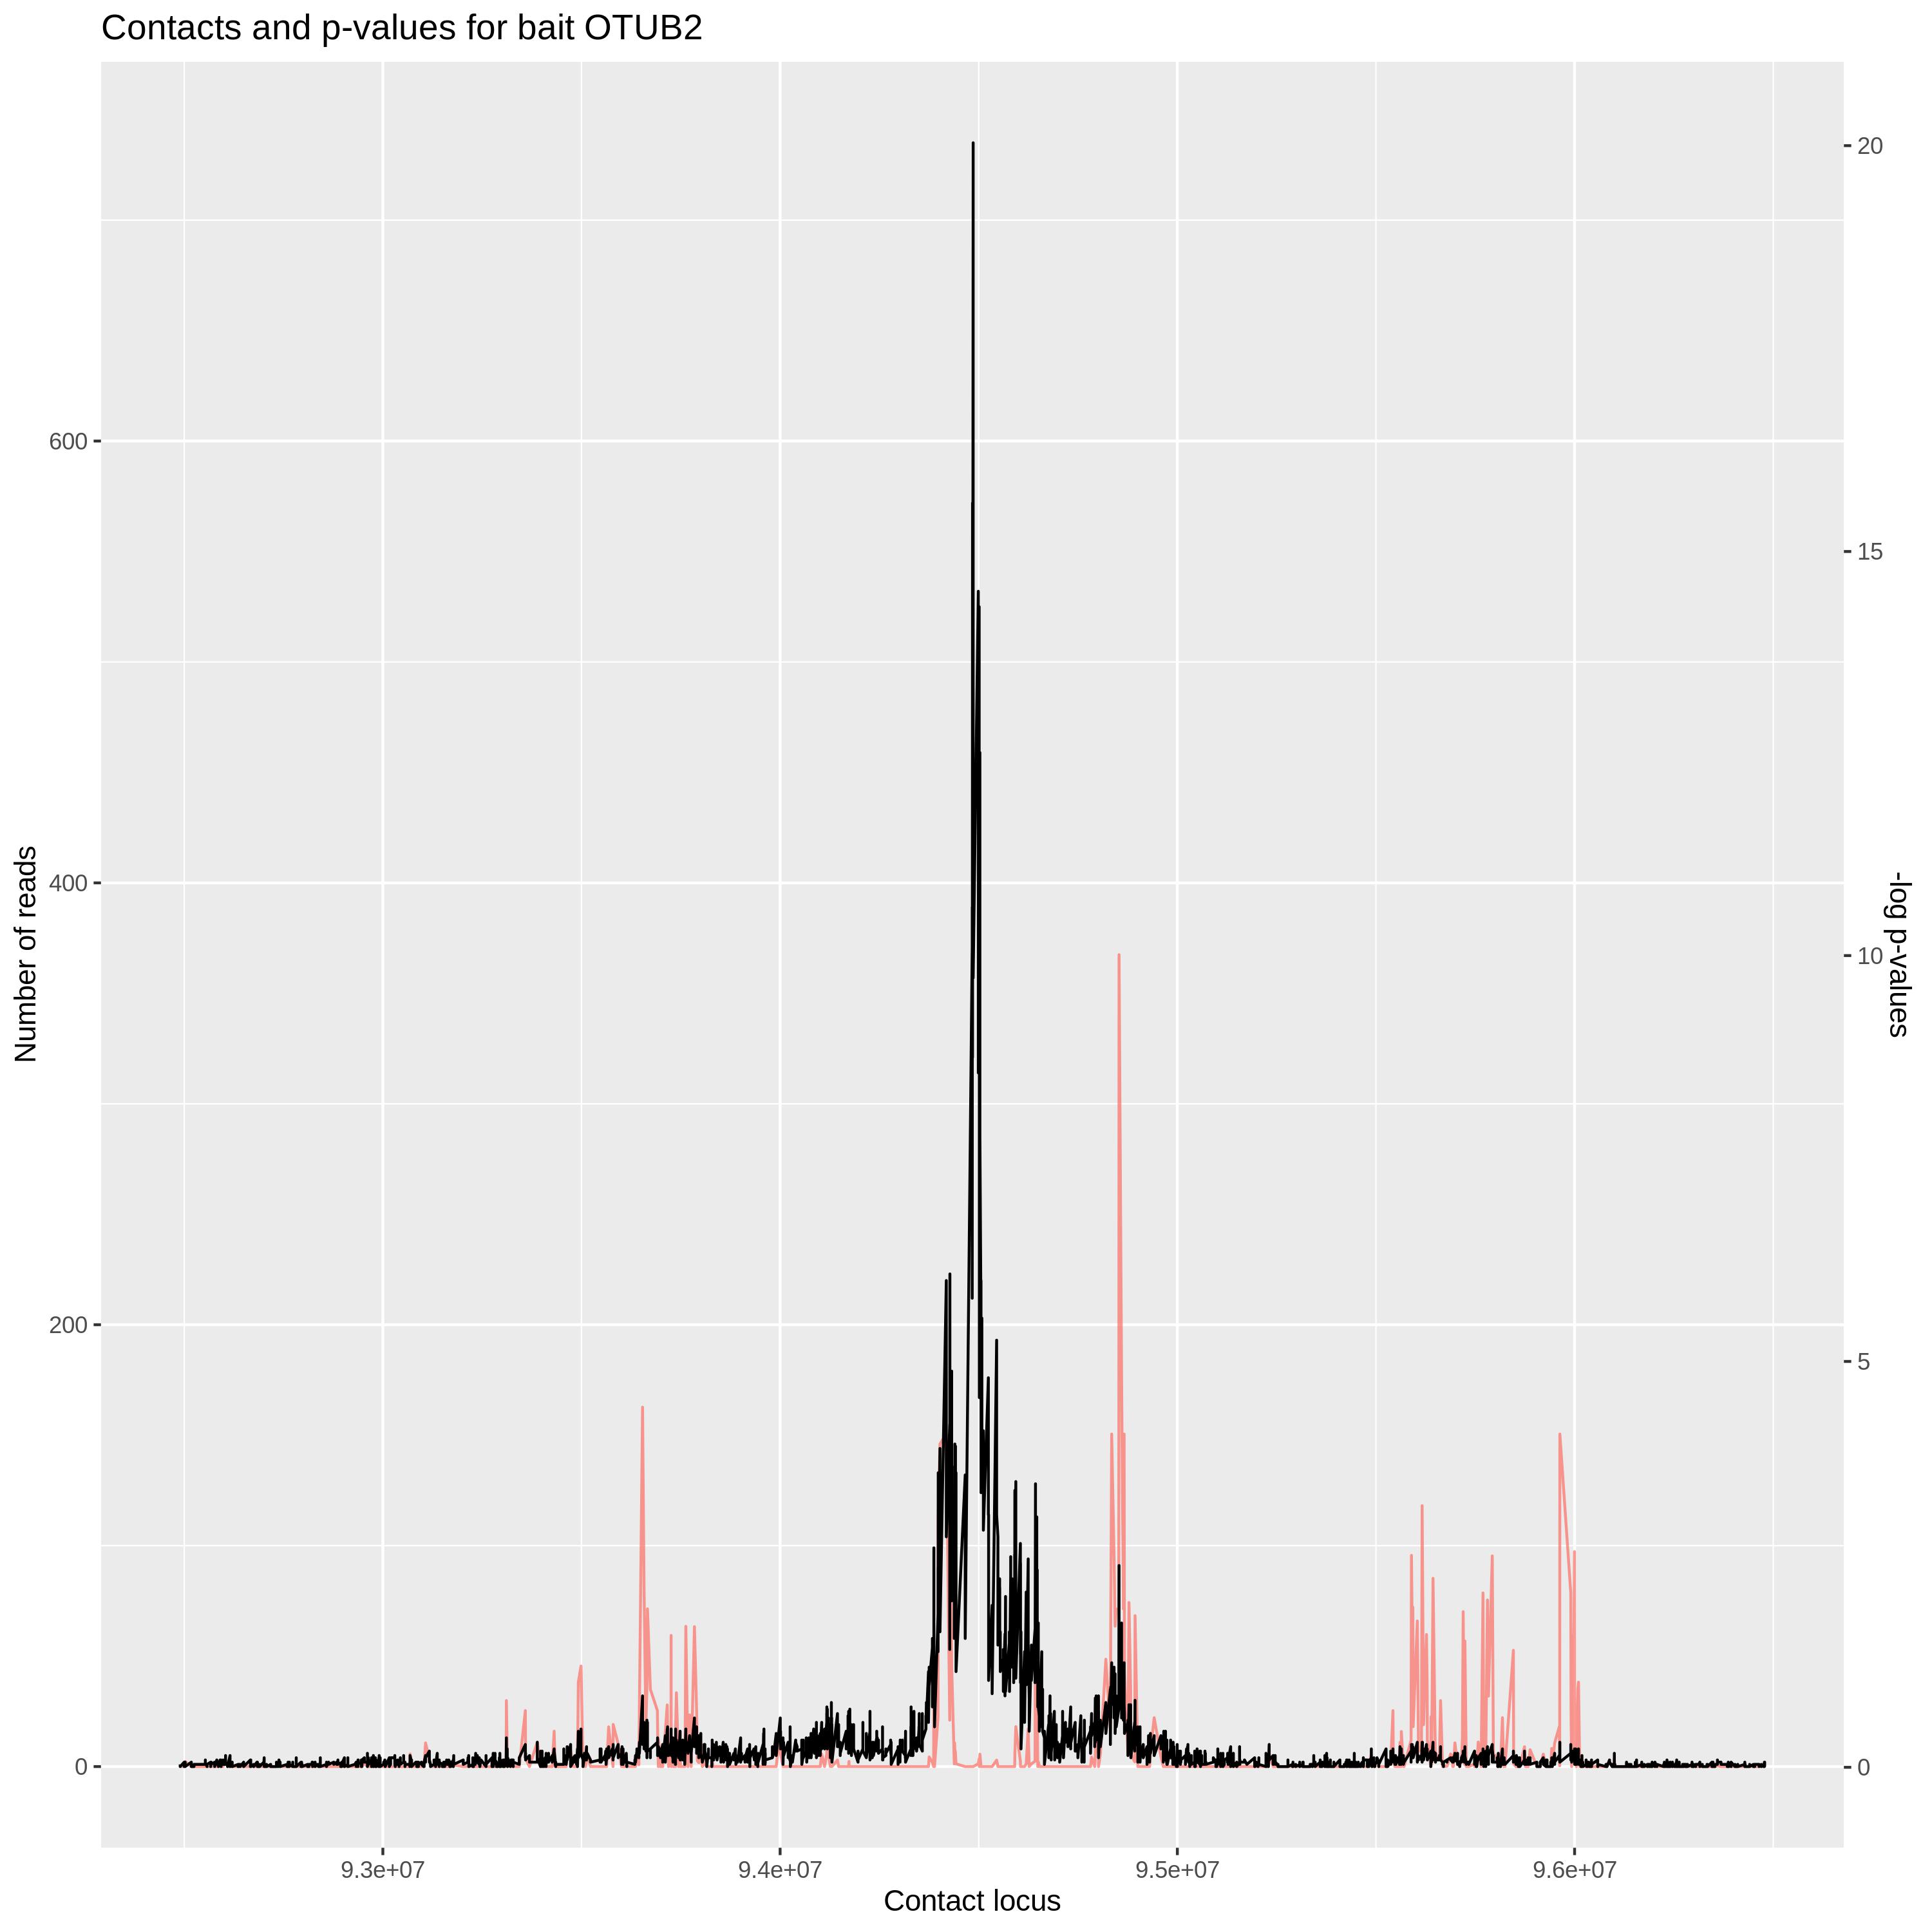 Contacts and p-values for bait OTUB2
Number of reads
600
400
200
0
20
15
10
5
0
-log p-values
9.3e+07
9.4e+07
9.5e+07
9.6e+07
Contact locus